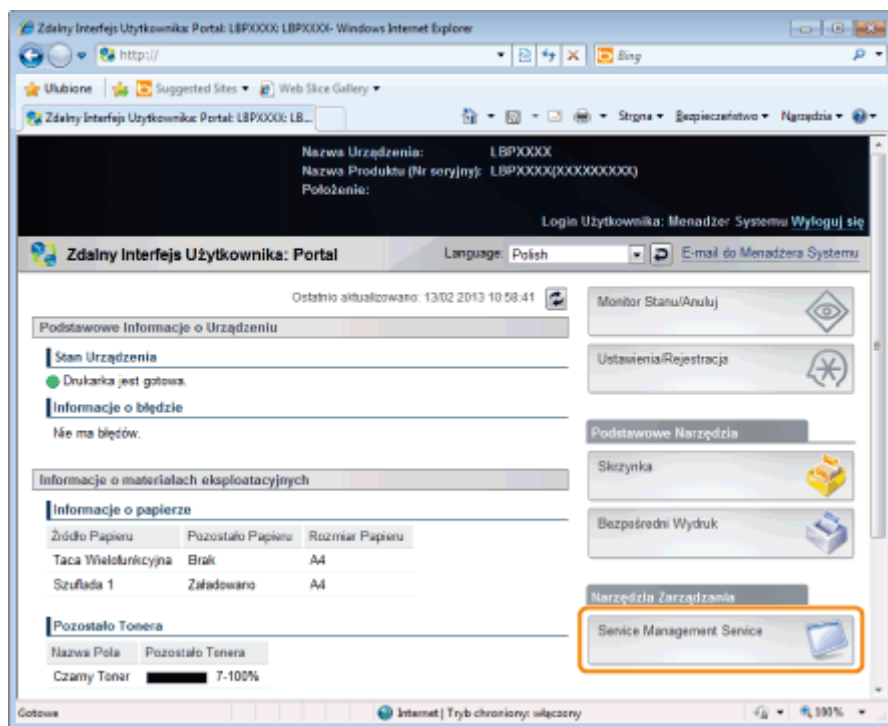 Zdalny Interfejs Użytkownika: Portal: LBPXXXX: LBPXXXX- Windows Internet Explorer
http://
Bing
Ulubione Suggested Sites Web Slice Gallery
Zdalny Interfejs Użytkownika: Portal: LBPXXXX: LB...
Strona Bezpieczeństwo Narzędzia
Nazwa Urządzenia: LBPXXXX
Nazwa Produktu (Nr seryjny): LBPXXXX(XXXXXXXXX)
Położenie:
Login Użytkownika: Menadżer Systemu Wyloguj się
Zdalny Interfejs Użytkownika: Portal
Language: Polish
E-mail do Menadżera Systemu
Ostatnio aktualizowano: 13/02 2013 10:58:41
Podstawowe Informacje o Urządzeniu
Stan Urządzenia
Drukarka jest gotowa.
Informacje o błędzie
Nie ma błędów.
Informacje o materiałach eksploatacyjnych
Informacje o papierze
Źródło Papieru Pozostało Papieru Rozmiar Papieru
Taca Wielofunkcyjna Brak A4
Szuflada 1 Załadowano A4
Pozostało Tonera
Nazwa Pola Pozostało Tonera
Czarny Toner 7-100%
Monitor Stanu/Anuluj
Ustawienia/Rejestracja
Podstawowe Narzędzia
Skrzynka
Bezpośredni Wydruk
Narzędzia Zarządzania
Service Management Service
Gotowe
Internet | Tryb chroniony: włączony
100%